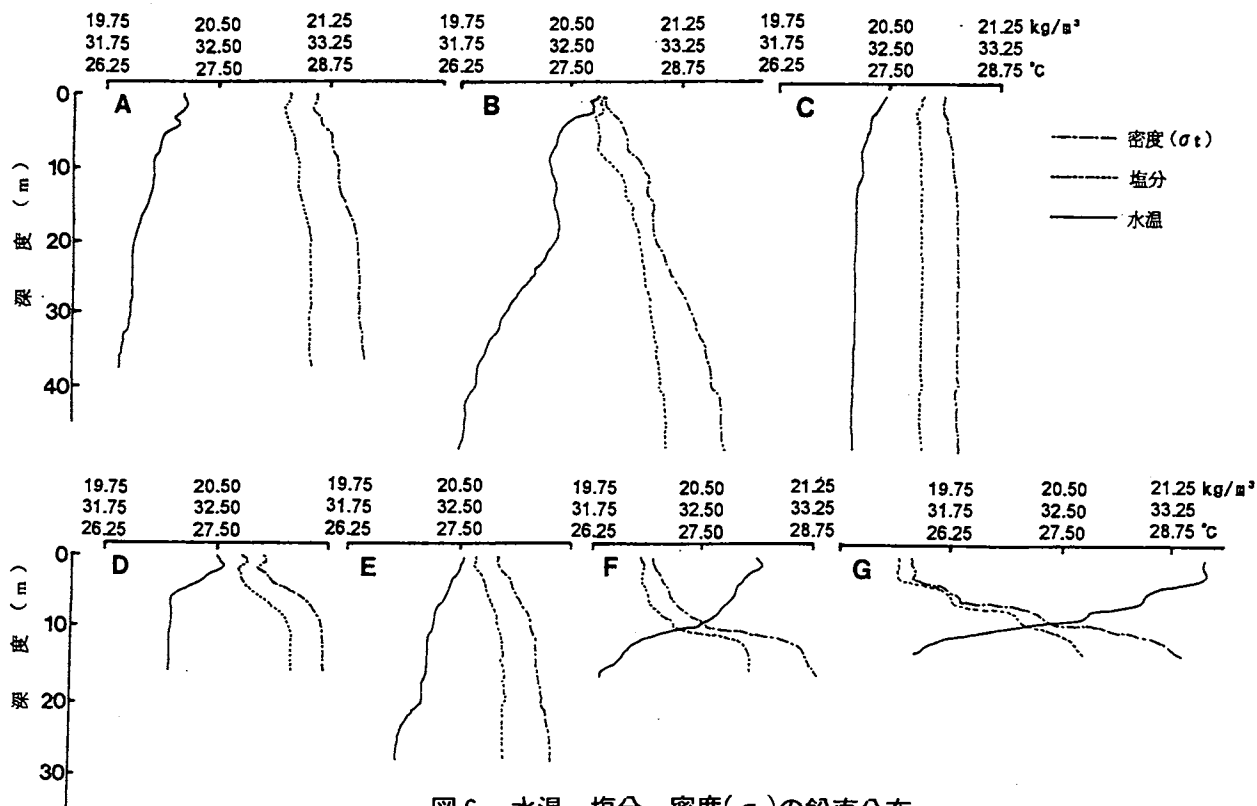 19.75 20.50 21.25 19.75 20.50 21.25 19.75 20.50 21.25 kg/m³
31.75 32.50 33.25 31.75 32.50 33.25 31.75 32.50 33.25
26.25 27.50 28.75 26.25 27.50 28.75 26.25 27.50 28.75 °C
0 A B C
10
20
30
40
深度(m)
密度(σt)
塩分
水温
19.75 20.50 19.75 20.50 19.75 20.50 21.25 19.75 20.50 21.25 kg/m³
31.75 32.50 31.75 32.50 31.75 32.50 33.25 31.75 32.50 33.25
26.25 27.50 26.25 27.50 26.25 27.50 28.75 26.25 27.50 28.75 °C
0 D E F G
10
20
30
深度(m)